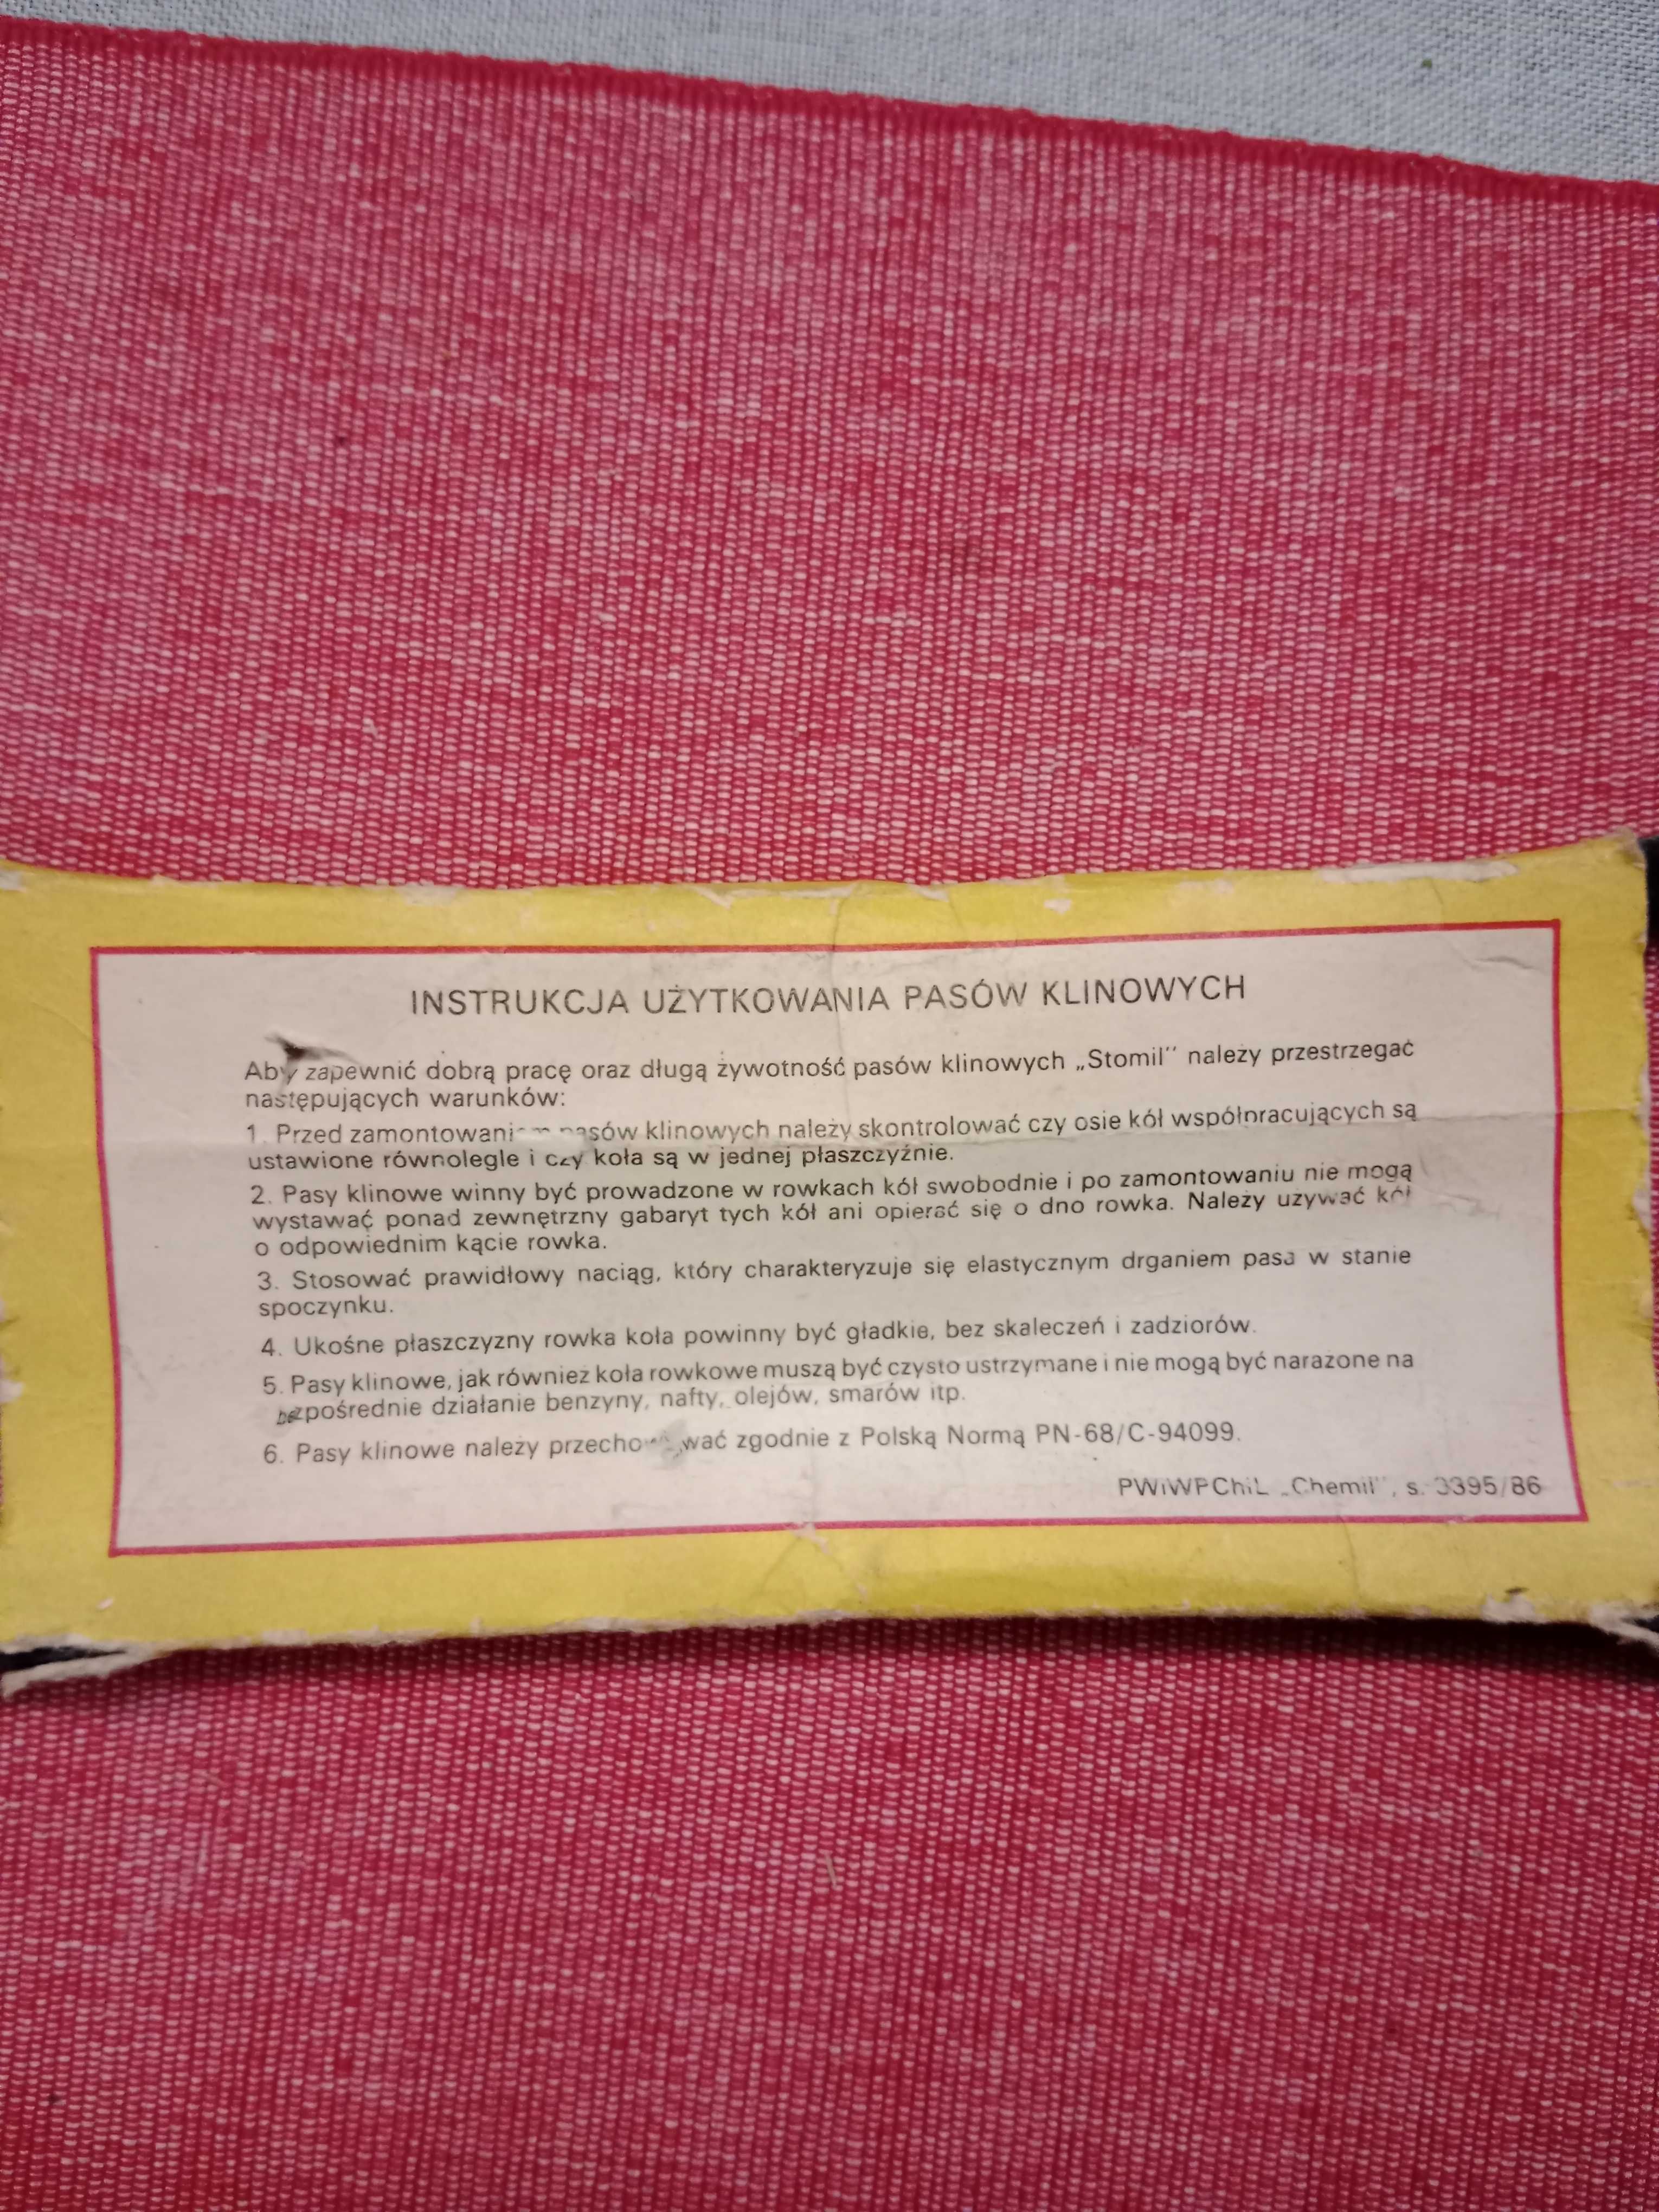 INSTRUKCJA UŻYTKOWANIA PASÓW KLINOWYCH
Aby zapewnić dobrą pracę oraz długą żywotność pasów klinowych „Stomil" należy przestrzegać
następujących warunków:
1. Przed zamontowaniem pasów klinowych należy skontrolować czy osie kół współpracujących są
ustawione równolegle i czy koła są w jednej płaszczyźnie.
2. Pasy klinowe winny być prowadzone w rowkach kół swobodnie i po zamontowaniu nie mogą
wystawać ponad zewnętrzny gabaryt tych kół ani opierać się o dno rowka. Należy używać kół
o odpowiednim kącie rowka.
3. Stosować prawidłowy naciąg, który charakteryzuje się elastycznym drganiem pasa w stanie
spoczynku.
4. Ukośne płaszczyzny rowka koła powinny być gładkie, bez skaleczeń i zadziorów.
5. Pasy klinowe, jak również koła rowkowe muszą być czysto ustrzymane i nie mogą być narażone na
bezpośrednie działanie benzyny, nafty, olejów, smarów itp.
6. Pasy klinowe należy przechowywać zgodnie z Polską Normą PN-68/C-94099.
PWiWPChiL „Chemil", s. 3395/86